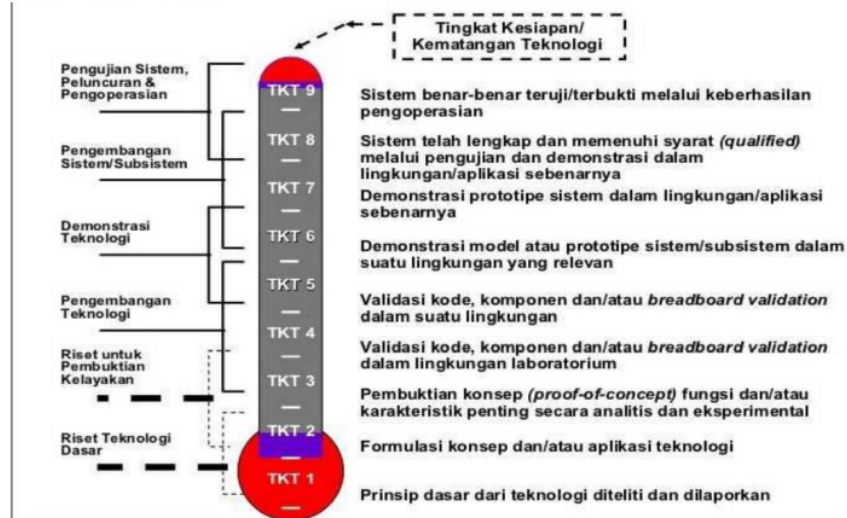 Tingkat Kesiapan/
Kematangan Teknologi
Pengujian Sistem,
Peluncuran &
Pengoperasian
Pengembangan
Sistem/Subsistem
Demonstrasi
Teknologi
Pengembangan
Teknologi
Riset untuk
Pembuktian
Kelayakan
Riset Teknologi
Dasar
TKT 9
TKT 8
TKT 7
TKT 6
TKT 5
TKT 4
TKT 3
TKT 2
TKT 1
Sistem benar-benar teruji/terbukti melalui keberhasilan
pengoperasian
Sistem telah lengkap dan memenuhi syarat (qualified)
melalui pengujian dan demonstrasi dalam
lingkungan/aplikasi sebenarnya
Demonstrasi prototipe sistem dalam lingkungan/aplikasi
sebenarnya
Demonstrasi model atau prototipe sistem/subsistem dalam
suatu lingkungan yang relevan
Validasi kode, komponen dan/atau breadboard validation
dalam suatu lingkungan
Validasi kode, komponen dan/atau breadboard validation
dalam lingkungan laboratorium
Pembuktian konsep (proof-of-concept) fungsi dan/atau
karakteristik penting secara analitis dan eksperimental
Formulasi konsep dan/atau aplikasi teknologi
Prinsip dasar dari teknologi diteliti dan dilaporkan